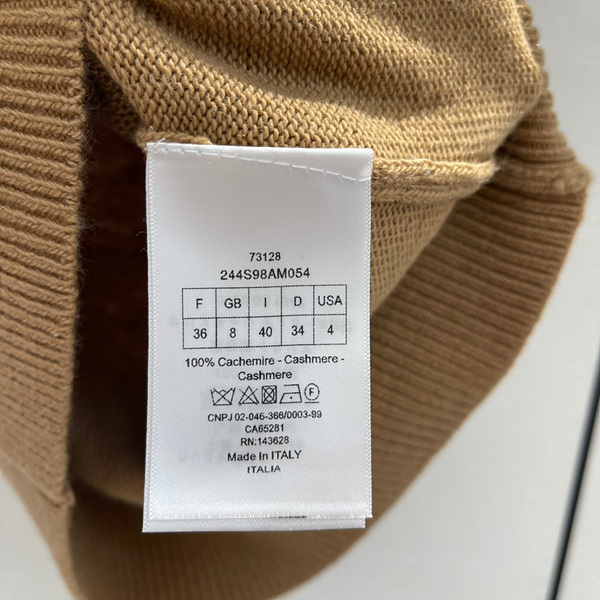 73128
244S98AM054
F GB I D USA
36 8 40 34 4
100% Cachemire - Cashmere -
Cashmere
F
CNPJ 02-046-366/0003-99
CA65281
RN:143628
Made In ITALY
ITALIA